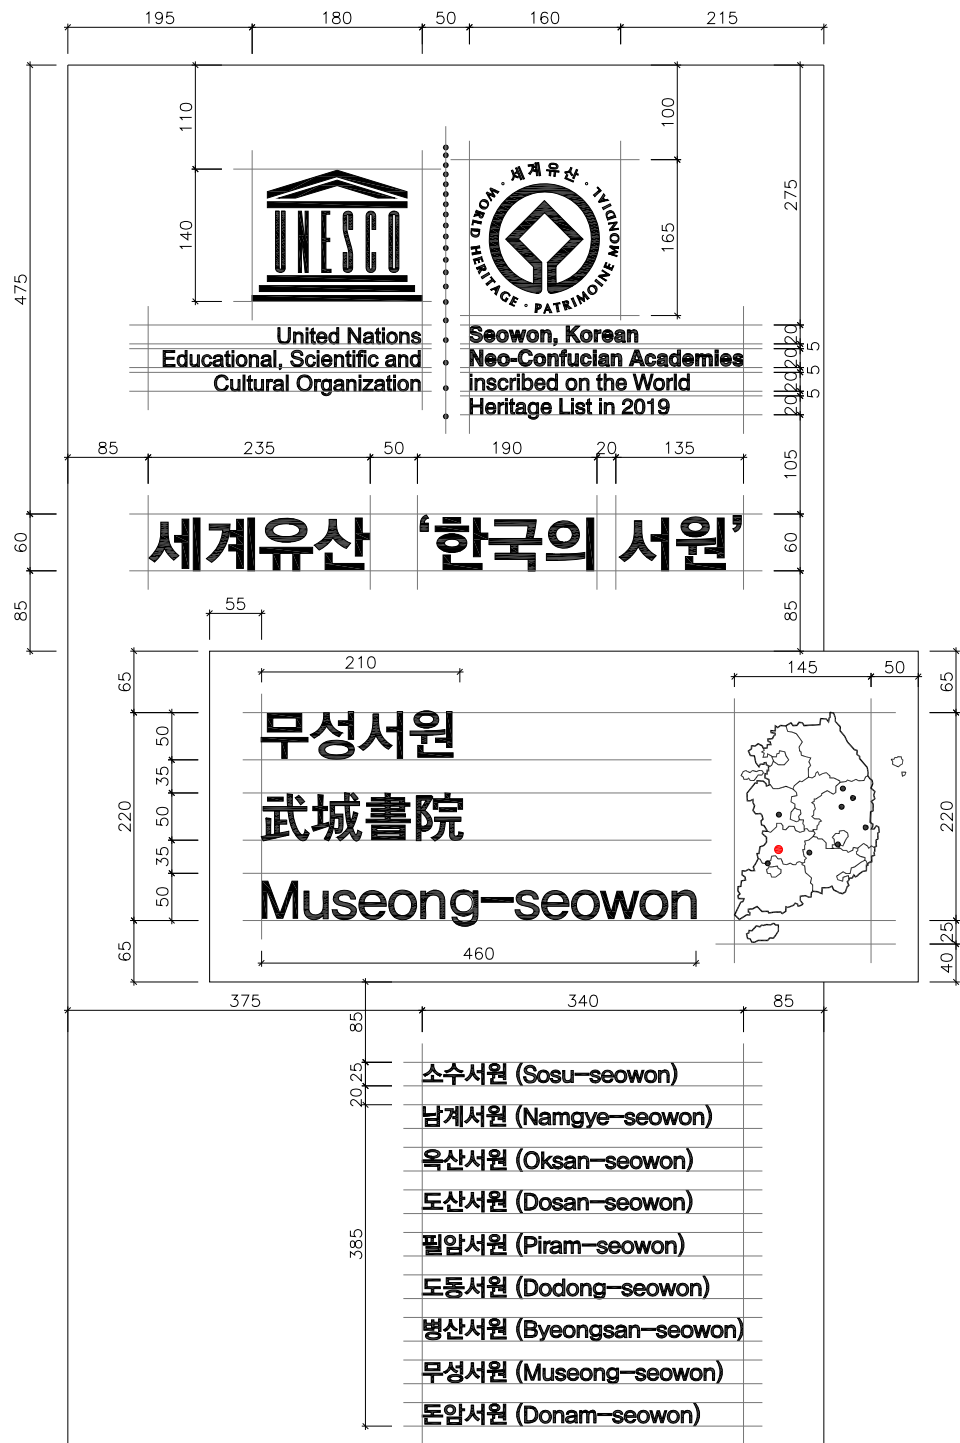 195 180 50 160 215
110 100
세계유산 · WORLD HERITAGE · PATRIMOINE MONDIAL ·
UNESCO
140 165 275
475
United Nations
Educational, Scientific and
Cultural Organization
Seowon, Korean
Neo-Confucian Academies
inscribed on the World
Heritage List in 2019
20 5 20 5 20 5 20
85 235 50 190 20 135
105
세계유산 ‘한국의 서원’
60 60
85 85
55
210 145 50
65 65
무성서원
50
35
武城書院
220 50 220
35
Museong-seowon
50
65 25
460 40
375 340 85
85
소수서원 (Sosu-seowon)
25
20
남계서원 (Namgye-seowon)
옥산서원 (Oksan-seowon)
도산서원 (Dosan-seowon)
필암서원 (Piram-seowon)
385
도동서원 (Dodong-seowon)
병산서원 (Byeongsan-seowon)
무성서원 (Museong-seowon)
돈암서원 (Donam-seowon)